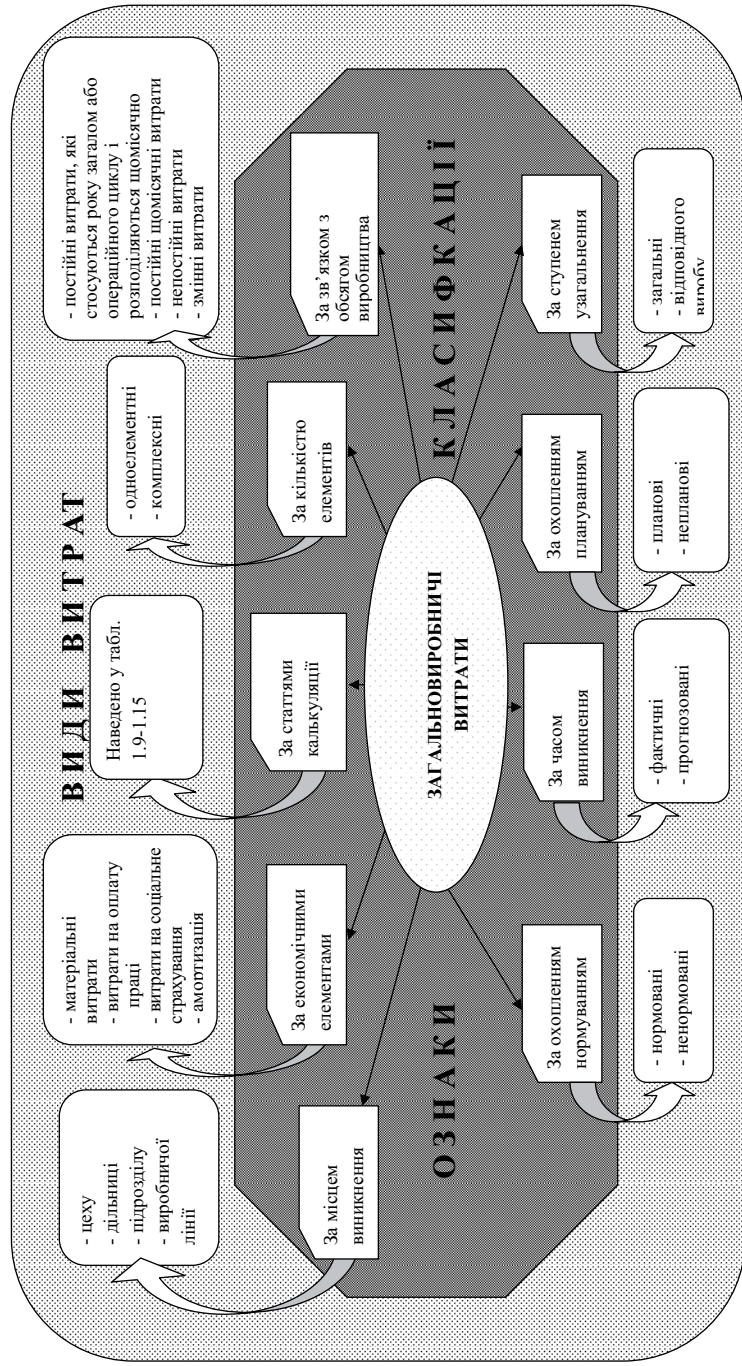 ВИДИ ВИТРАТ
- цеху
- дільниці
- підрозділу
- виробничої
лінії
- матеріальні
витрати
- витрати на оплату
праці
- витрати на соціальне
страхування
- амортизація
Наведено у табл.
1.9-1.15
- одноелементні
- комплексні
- постійні витрати, які
стосуються року загалом або
операційного циклу і
розподіляються щомісячно
- постійні щомісячні витрати
- непостійні витрати
- змінні витрати
За місцем
виникнення
За економічними
елементами
За статтями
калькуляції
За кількістю
елементів
За зв’язком з
обсягом
виробництва
ОЗНАКИ
ЗАГАЛЬНОВИРОБНИЧІ
ВИТРАТИ
КЛАСИФКАЦІЇ
За охопленням
нормуванням
За часом
виникнення
За охопленням
плануванням
За ступенем
узагальнення
- нормовані
- ненормовані
- фактичні
- прогнозовані
- планові
- непланові
- загальні
- відповідного
виробу